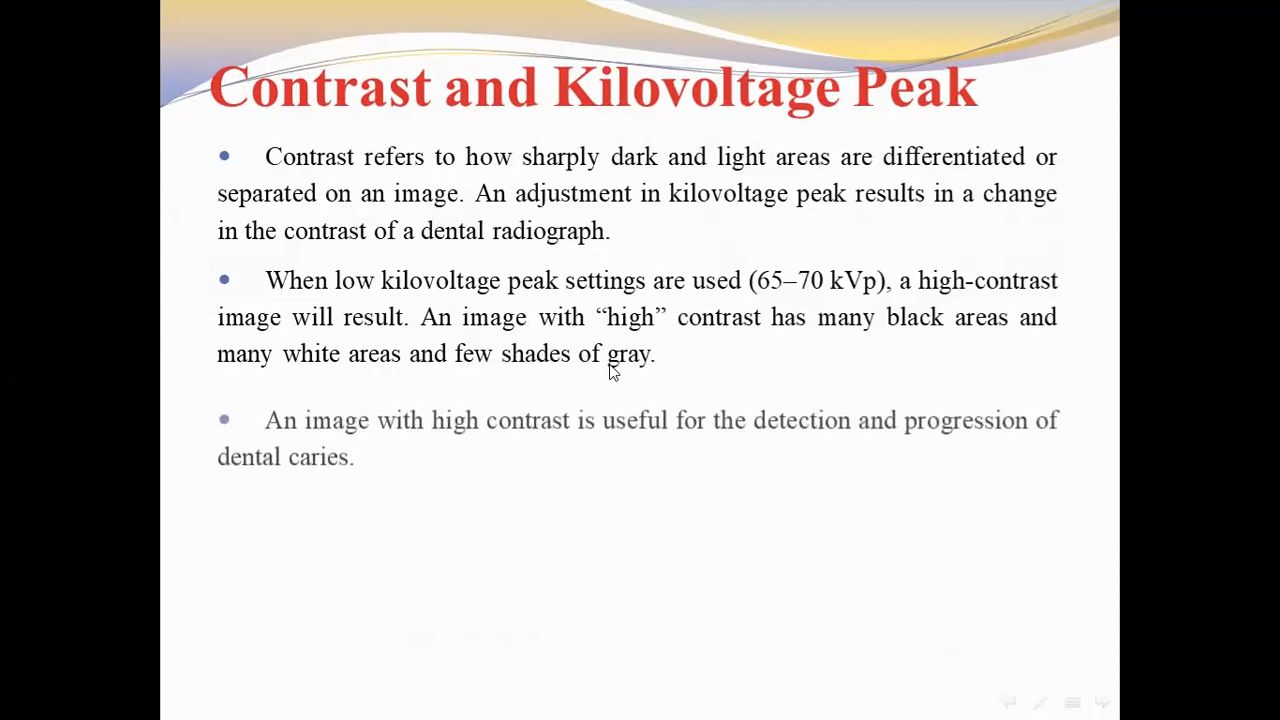 Contrast and Kilovoltage Peak
• Contrast refers to how sharply dark and light areas are differentiated or
separated on an image. An adjustment in kilovoltage peak results in a change
in the contrast of a dental radiograph.
• When low kilovoltage peak settings are used (65–70 kVp), a high-contrast
image will result. An image with “high” contrast has many black areas and
many white areas and few shades of gray.
• An image with high contrast is useful for the detection and progression of
dental caries.